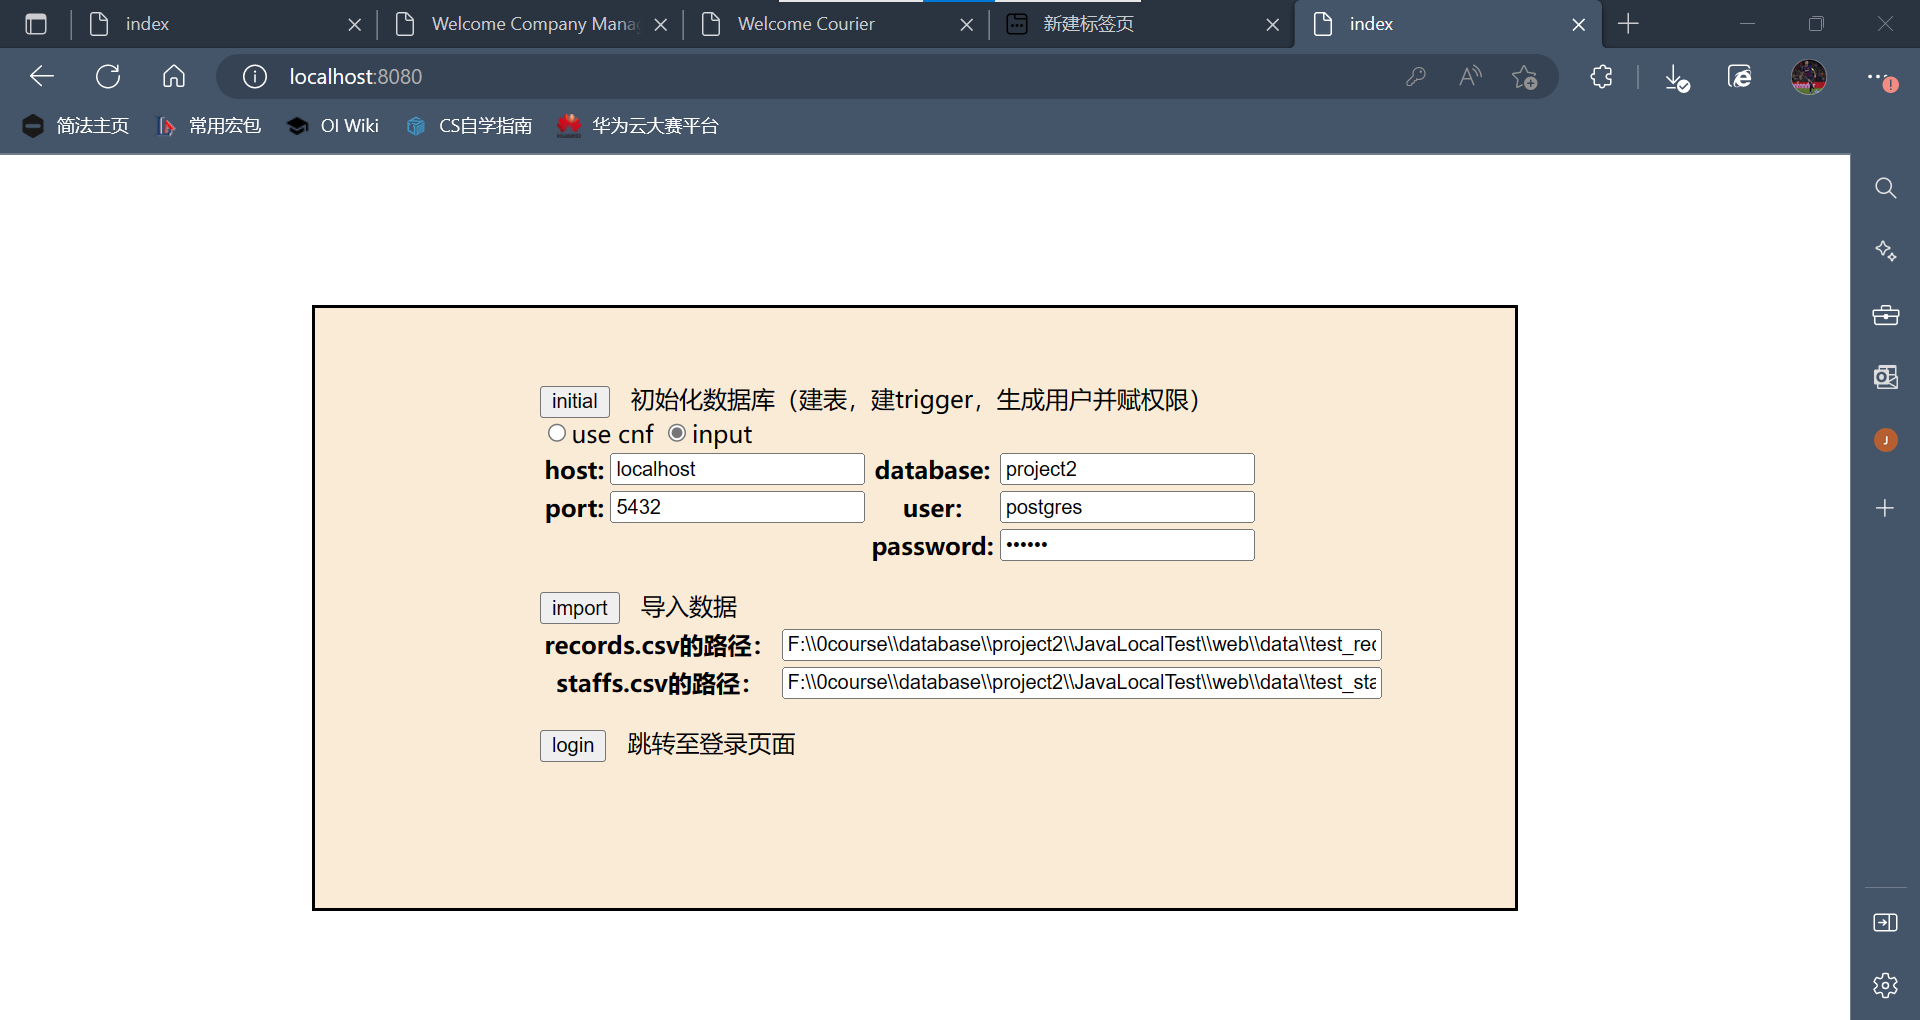 index
Welcome Company Mana
Welcome Courier
新建标签页
index
localhost:8080
简法主页
常用宏包
OI Wiki
CS自学指南
华为云大赛平台
initial 初始化数据库（建表，建trigger，生成用户并赋权限）
use cnf input
host: localhost database: project2
port: 5432 user: postgres
password: ••••••
import 导入数据
records.csv的路径： F:\\0course\\database\\project2\\JavaLocalTest\\web\\data\\test_rec
staffs.csv的路径： F:\\0course\\database\\project2\\JavaLocalTest\\web\\data\\test_sta
login 跳转至登录页面
J